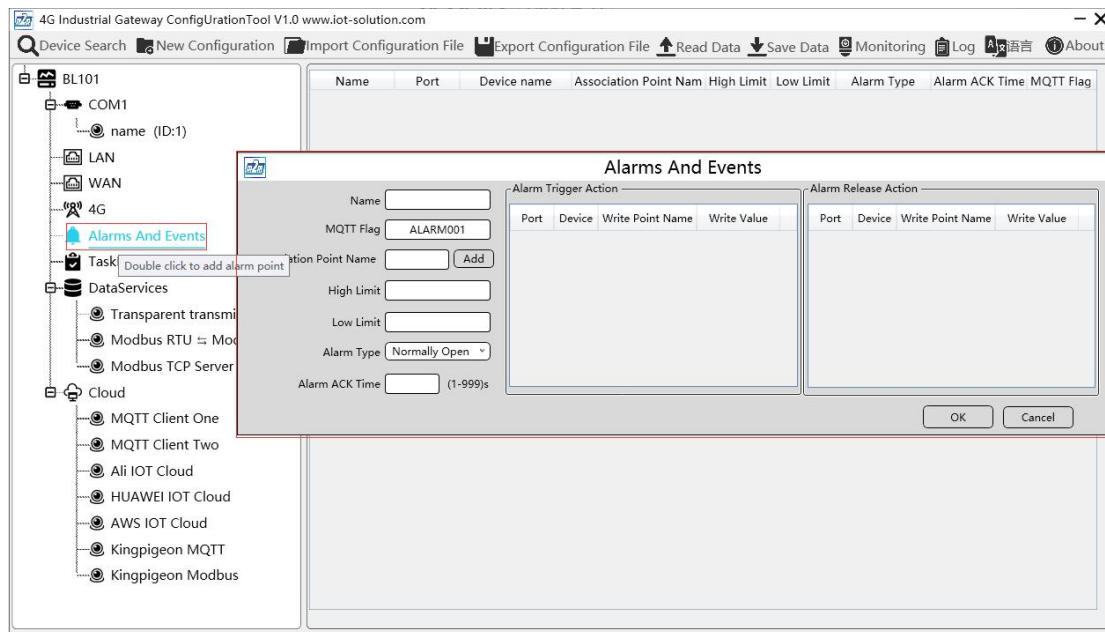 4G Industrial Gateway ConfigUrationTool V1.0 www.iot-solution.com
Device Search New Configuration Import Configuration File Export Configuration File Read Data Save Data Monitoring Log 语言 About
BL101
COM1
name (ID:1)
LAN
WAN
4G
Alarms And Events
Task
Double click to add alarm point
DataServices
Transparent transmi
Modbus RTU ⇆ Mod
Modbus TCP Server
Cloud
MQTT Client One
MQTT Client Two
Ali IOT Cloud
HUAWEI IOT Cloud
AWS IOT Cloud
Kingpigeon MQTT
Kingpigeon Modbus
Name Port Device name Association Point Nam High Limit Low Limit Alarm Type Alarm ACK Time MQTT Flag
Alarms And Events
Name
MQTT Flag ALARM001
iation Point Name Add
High Limit
Low Limit
Alarm Type Normally Open
Alarm ACK Time (1-999)s
Alarm Trigger Action
Port Device Write Point Name Write Value
Alarm Release Action
Port Device Write Point Name Write Value
OK Cancel